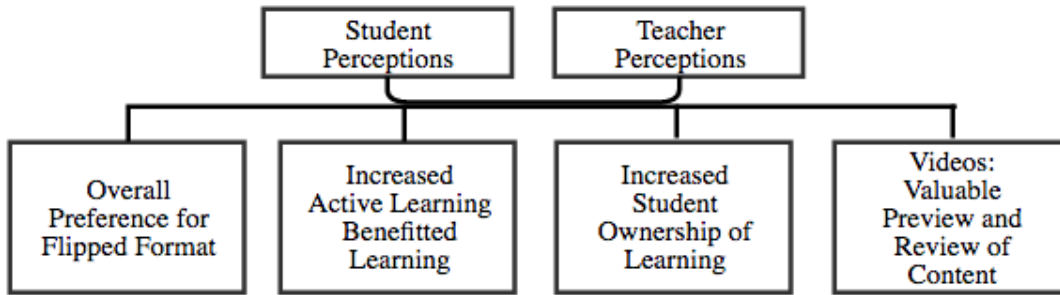 Student
Perceptions
Teacher
Perceptions
Overall
Preference for
Flipped Format
Increased
Active Learning
Benefitted
Learning
Increased
Student
Ownership of
Learning
Videos:
Valuable
Preview and
Review of
Content